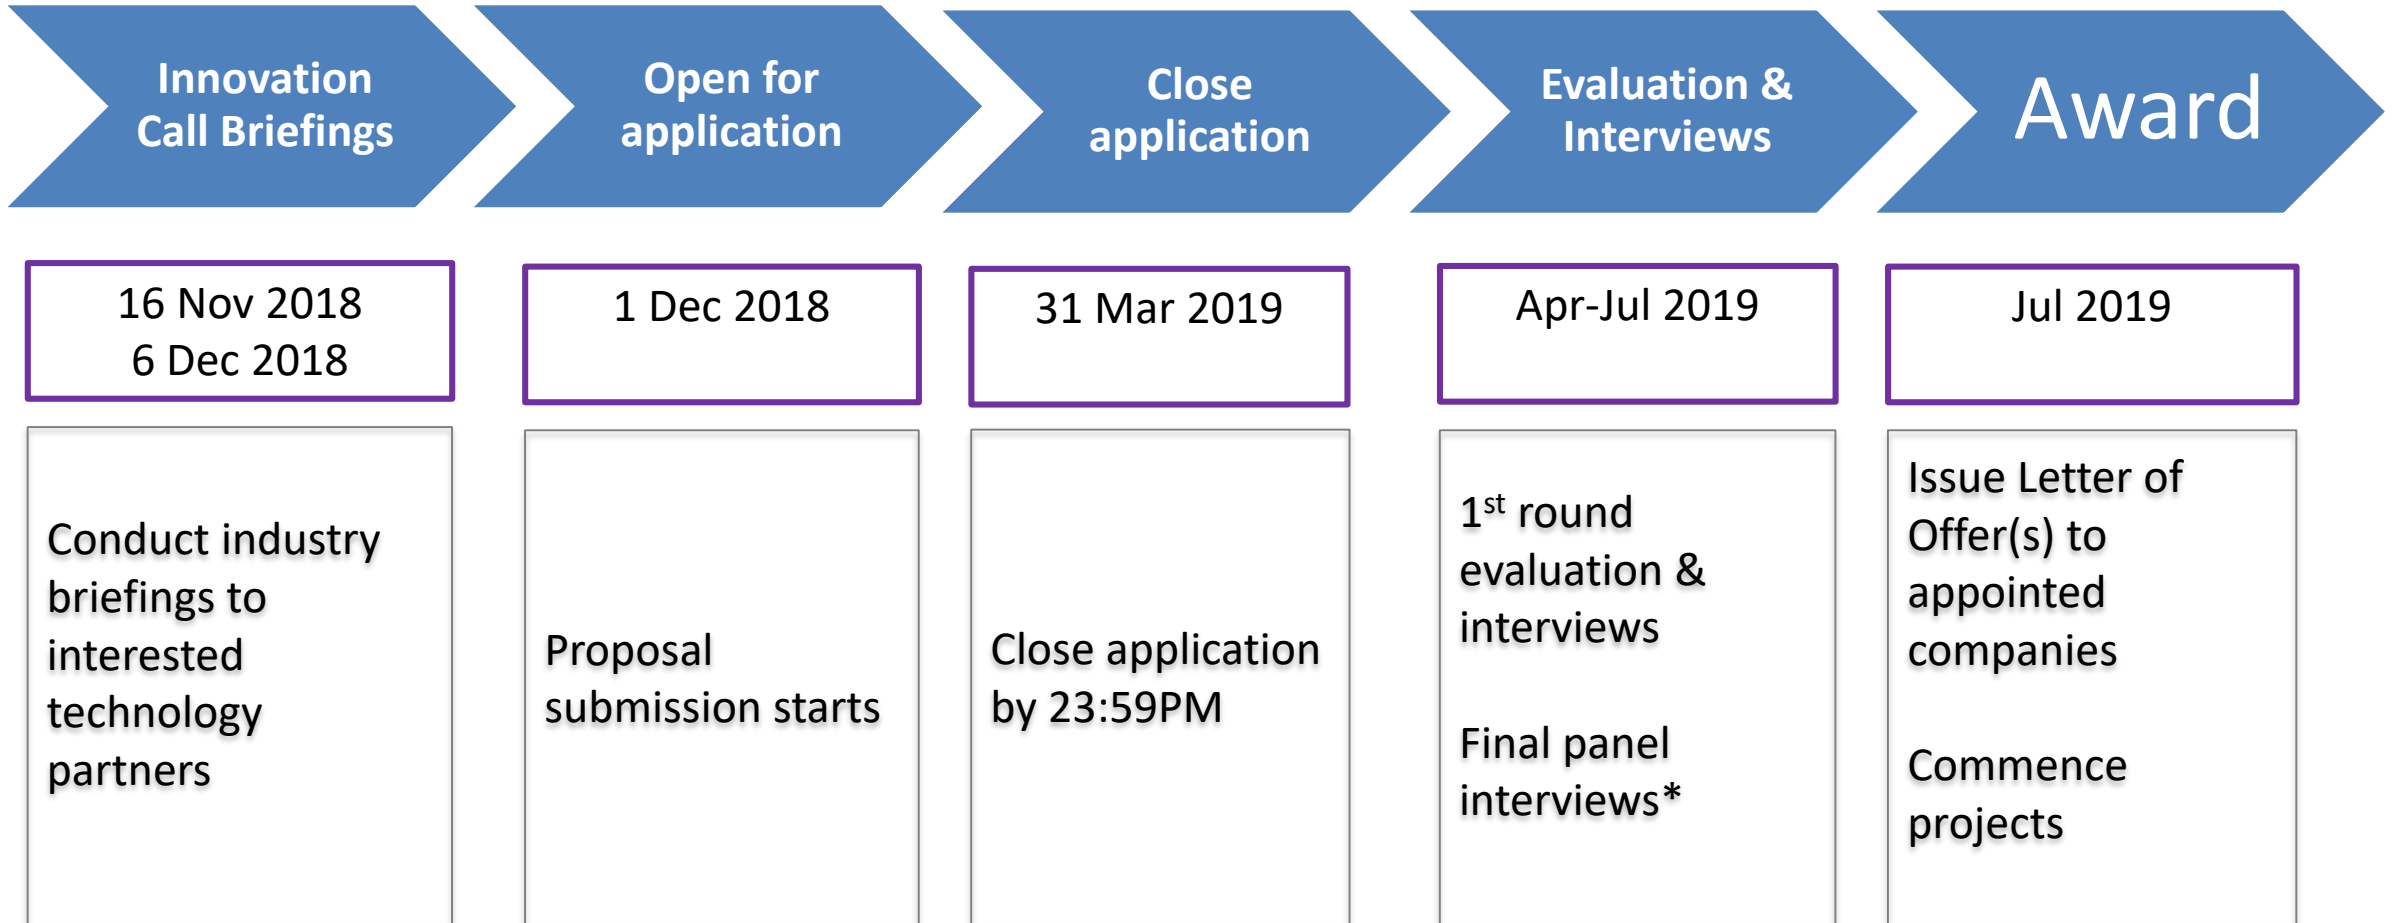 Innovation
Call Briefings
Open for
application
Close
application
Evaluation &
Interviews
Award
16 Nov 2018
6 Dec 2018
1 Dec 2018
31 Mar 2019
Apr-Jul 2019
Jul 2019
Conduct industry
briefings to
interested
technology
partners
Proposal
submission starts
Close application
by 23:59PM
1st round
evaluation &
interviews
Final panel
interviews*
Issue Letter of
Offer(s) to
appointed
companies
Commence
projects